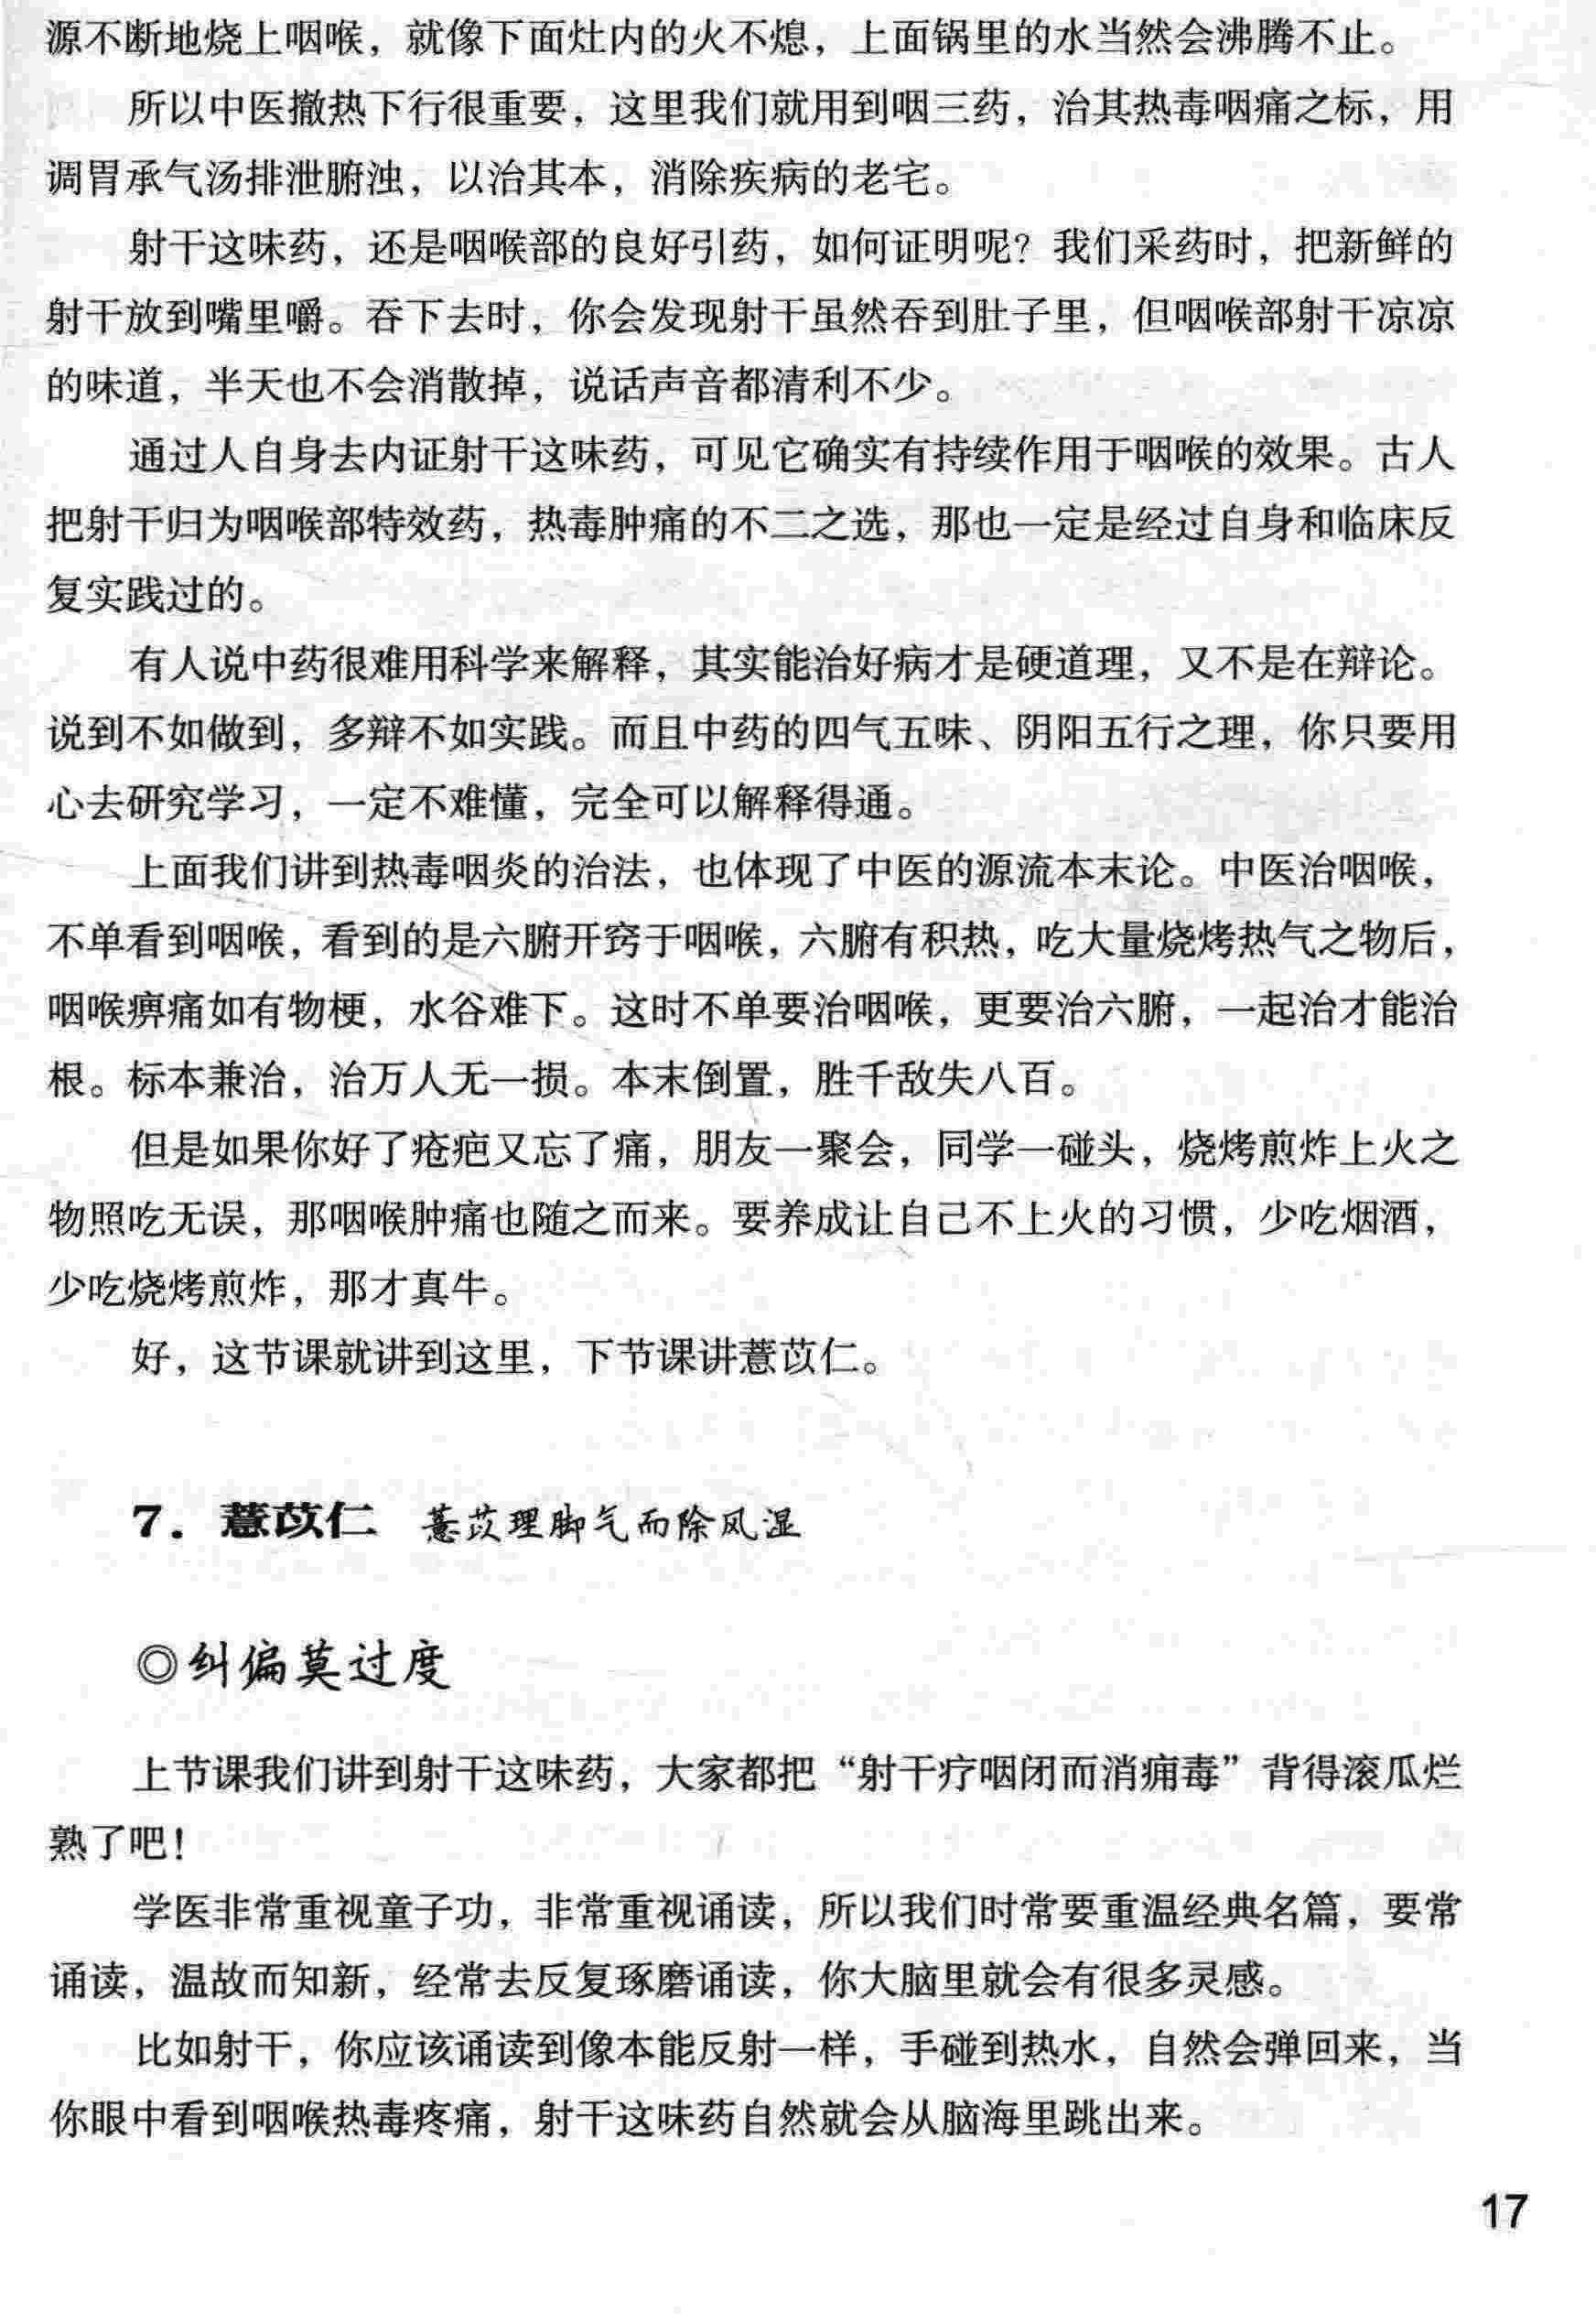 源不断地烧上咽喉，就像下面灶内的火不熄，上面锅里的水当然会沸腾不止。
所以中医撤热下行很重要，这里我们就用到咽三药，治其热毒咽痛之标，用
调胃承气汤排泄腑浊，以治其本，消除疾病的老宅。
射干这味药，还是咽喉部的良好引药，如何证明呢？我们采药时，把新鲜的
射干放到嘴里嚼。吞下去时，你会发现射干虽然吞到肚子里，但咽喉部射干凉凉
的味道，半天也不会消散掉，说话声音都清利不少。
通过人自身去内证射干这味药，可见它确实有持续作用于咽喉的效果。古人
把射干归为咽喉部特效药，热毒肿痛的不二之选，那也一定是经过自身和临床反
复实践过的。
有人说中药很难用科学来解释，其实能治好病才是硬道理，又不是在辩论。
说到不如做到，多辩不如实践。而且中药的四气五味、阴阳五行之理，你只要用
心去研究学习，一定不难懂，完全可以解释得通。
上面我们讲到热毒咽炎的治法，也体现了中医的源流本末论。中医治咽喉，
不单看到咽喉，看到的是六腑开窍于咽喉，六腑有积热，吃大量烧烤热气之物后，
咽喉痹痛如有物梗，水谷难下。这时不单要治咽喉，更要治六腑，一起治才能治
根。标本兼治，治万人无一损。本末倒置，胜千敌失八百。
但是如果你好了疮疤又忘了痛，朋友一聚会，同学一碰头，烧烤煎炸上火之
物照吃无误，那咽喉肿痛也随之而来。要养成让自己不上火的习惯，少吃烟酒，
少吃烧烤煎炸，那才真牛。
好，这节课就讲到这里，下节课讲薏苡仁。
7. 薏苡仁 薏苡理脚气而除风湿
◎纠偏莫过度
上节课我们讲到射干这味药，大家都把“射干疗咽闭而消痈毒”背得滚瓜烂
熟了吧！
学医非常重视童子功，非常重视诵读，所以我们时常要重温经典名篇，要常
诵读，温故而知新，经常去反复琢磨诵读，你大脑里就会有很多灵感。
比如射干，你应该诵读到像本能反射一样，手碰到热水，自然会弹回来，当
你眼中看到咽喉热毒疼痛，射干这味药自然就会从脑海里跳出来。
17